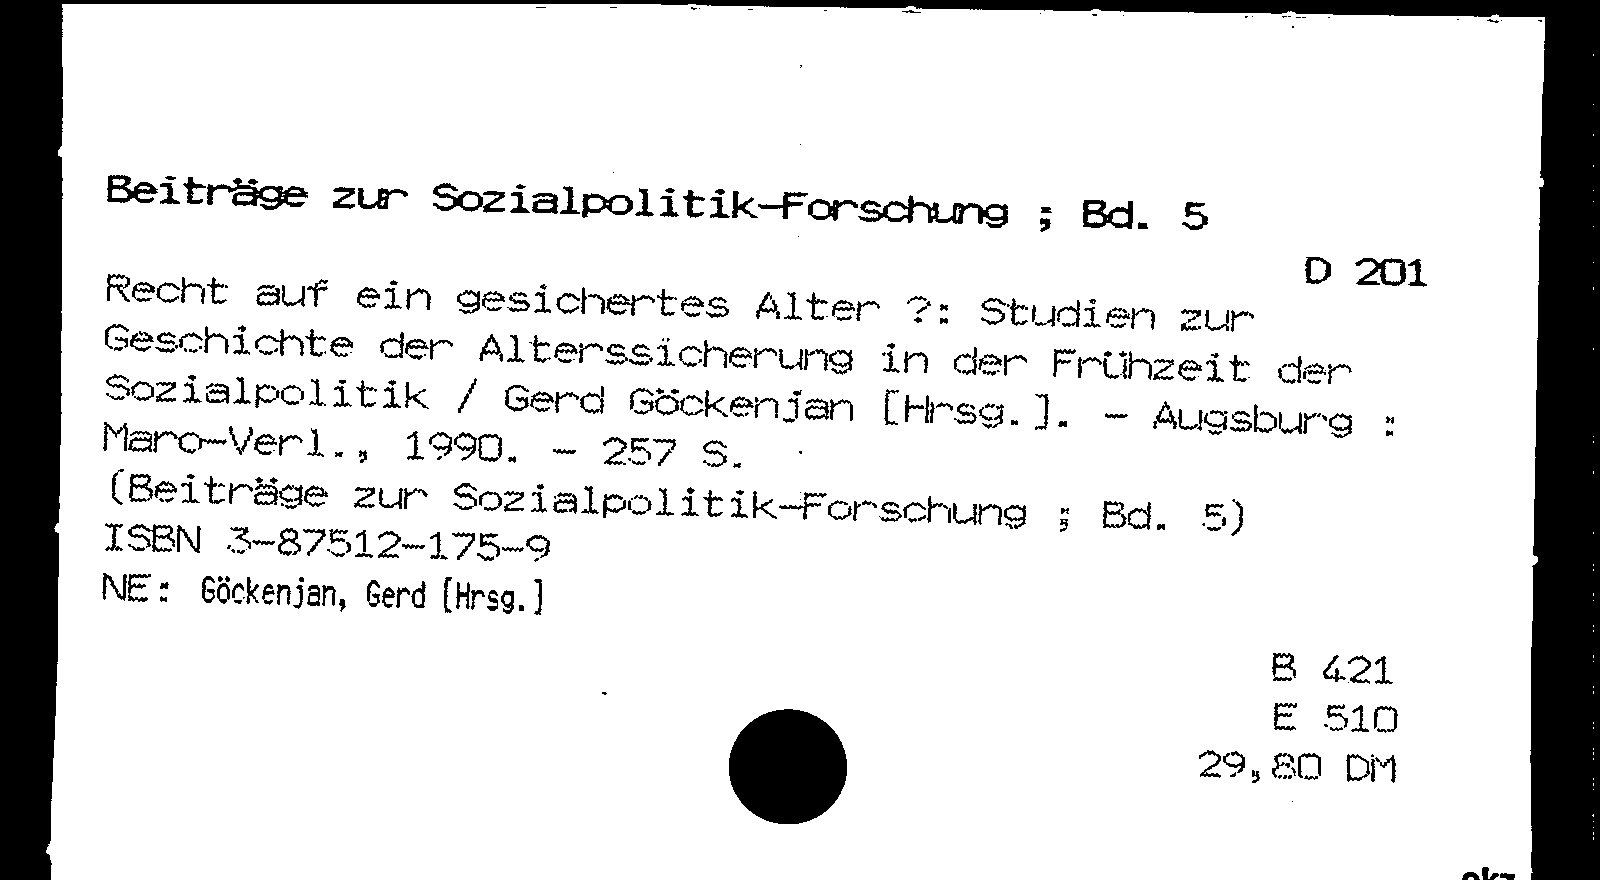 Beiträge zur Sozialpolitik-Forschung ; Bd. 5
D 201
Recht auf ein gesichertes Alter ?: Studien zur
Geschichte der Alterssicherung in der Frühzeit der
Sozialpolitik / Gerd Göckenjan [Hrsg.]. - Augsburg :
Maro-Verl., 1990. - 257 S.
(Beiträge zur Sozialpolitik-Forschung ; Bd. 5)
ISBN 3-87512-175-9
NE: Göckenjan, Gerd [Hrsg.]
B 421
E 510
29,80 DM